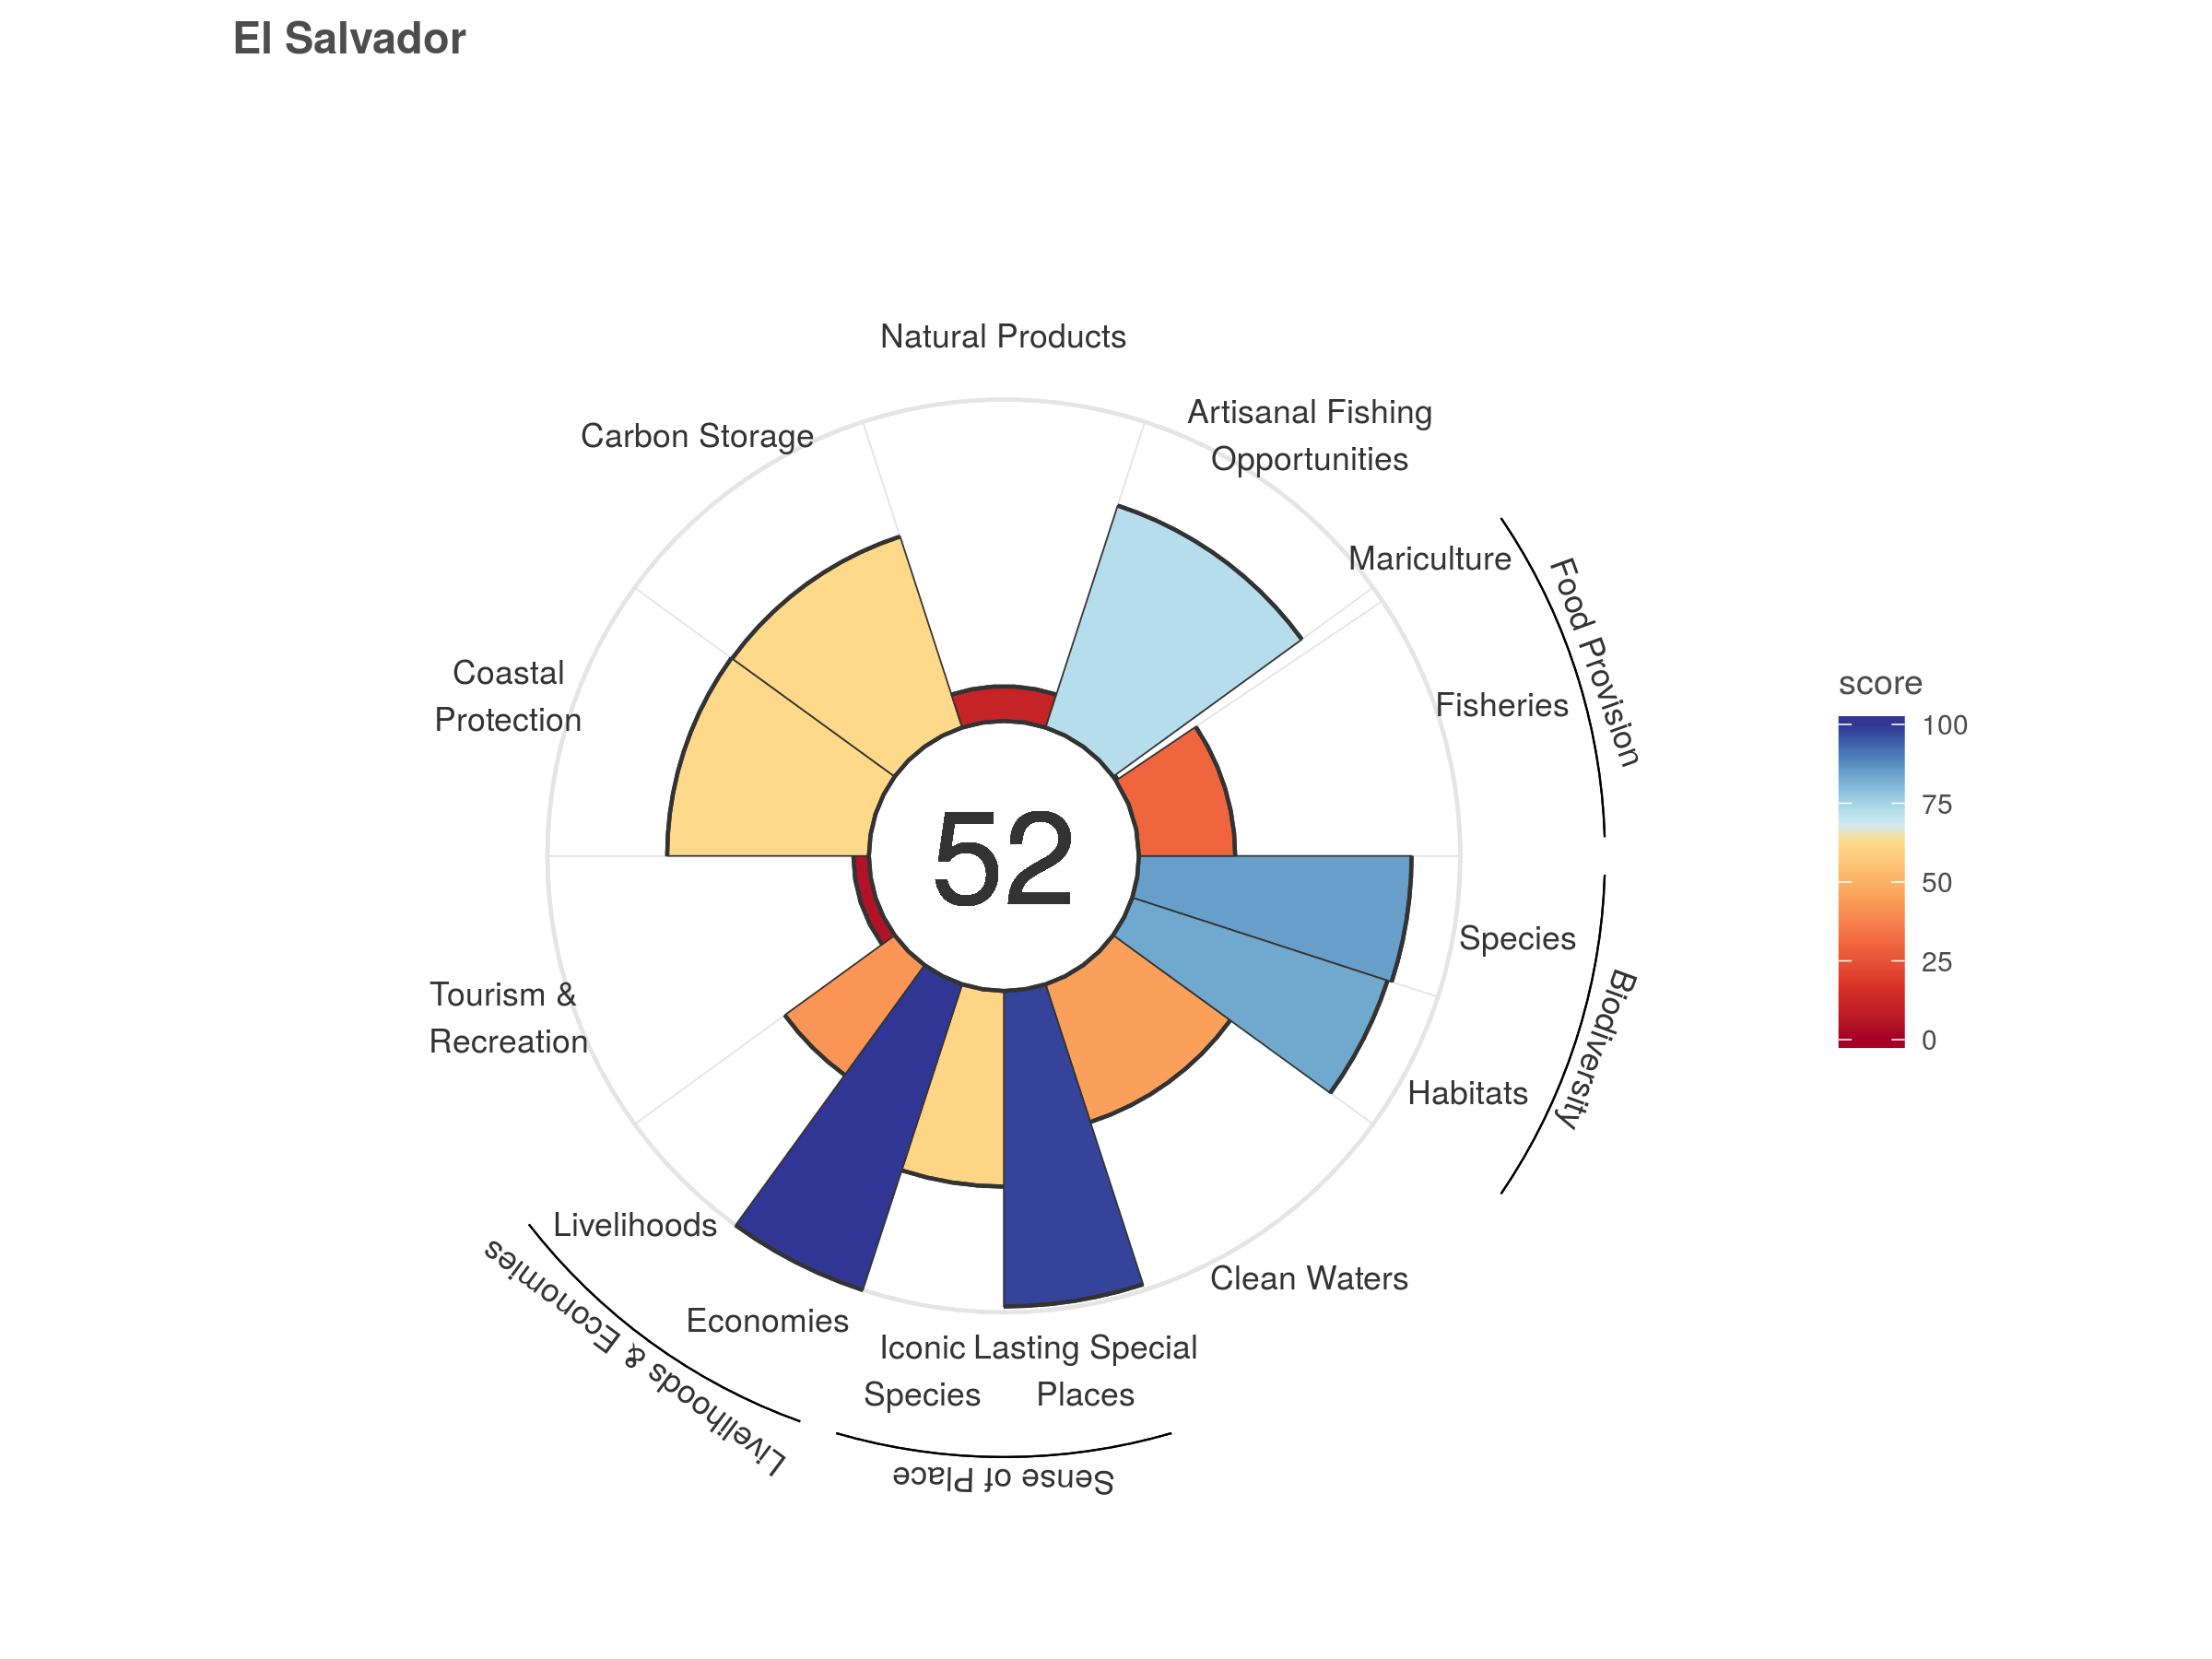 El Salvador
Natural Products
Artisanal Fishing
Opportunities
Carbon Storage
Mariculture
Food Provision
Fisheries
Coastal
Protection
52
Species
Biodiversity
Habitats
Tourism &
Recreation
Livelihoods
Economies
Livelihoods & Economies
Clean Waters
Iconic
Species
Lasting Special
Places
Sense of Place
score
100
75
50
25
0